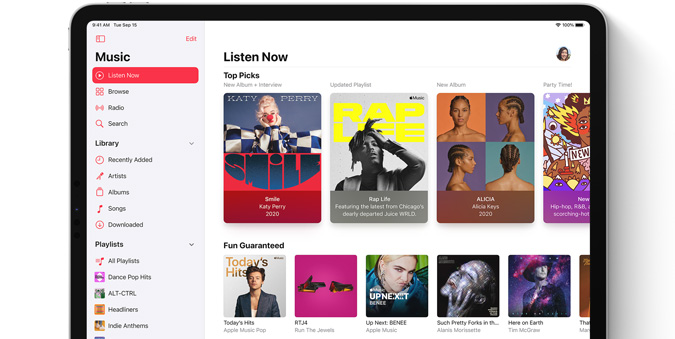 9:41 AM Tue Sep 15
100%
Edit
Music
Listen Now
Browse
Radio
Search
Library
Recently Added
Artists
Albums
Songs
Downloaded
Playlists
All Playlists
Dance Pop Hits
ALT-CTRL
Headliners
Indie Anthems
Listen Now
Top Picks
New Album + Interview
KATY PERRY
SMILE
Smile
Katy Perry
2020
Updated Playlist
Music
RAP
LIFE
Rap Life
Featuring the latest from Chicago's
dearly departed Juice WRLD.
New Album
ALICIA
Alicia Keys
2020
Party Time!
NEW
New
Hip-hop, R&B,
scorching-hot
Fun Guaranteed
Today's
Hits
Today's Hits
Apple Music Pop
RTJ4
Run The Jewels
Music
UP NEXT:
BENEE
Up Next: BENEE
Apple Music
Such Pretty Forks in th...
Alanis Morissette
Here on Earth
Tim McGraw
That
Mar